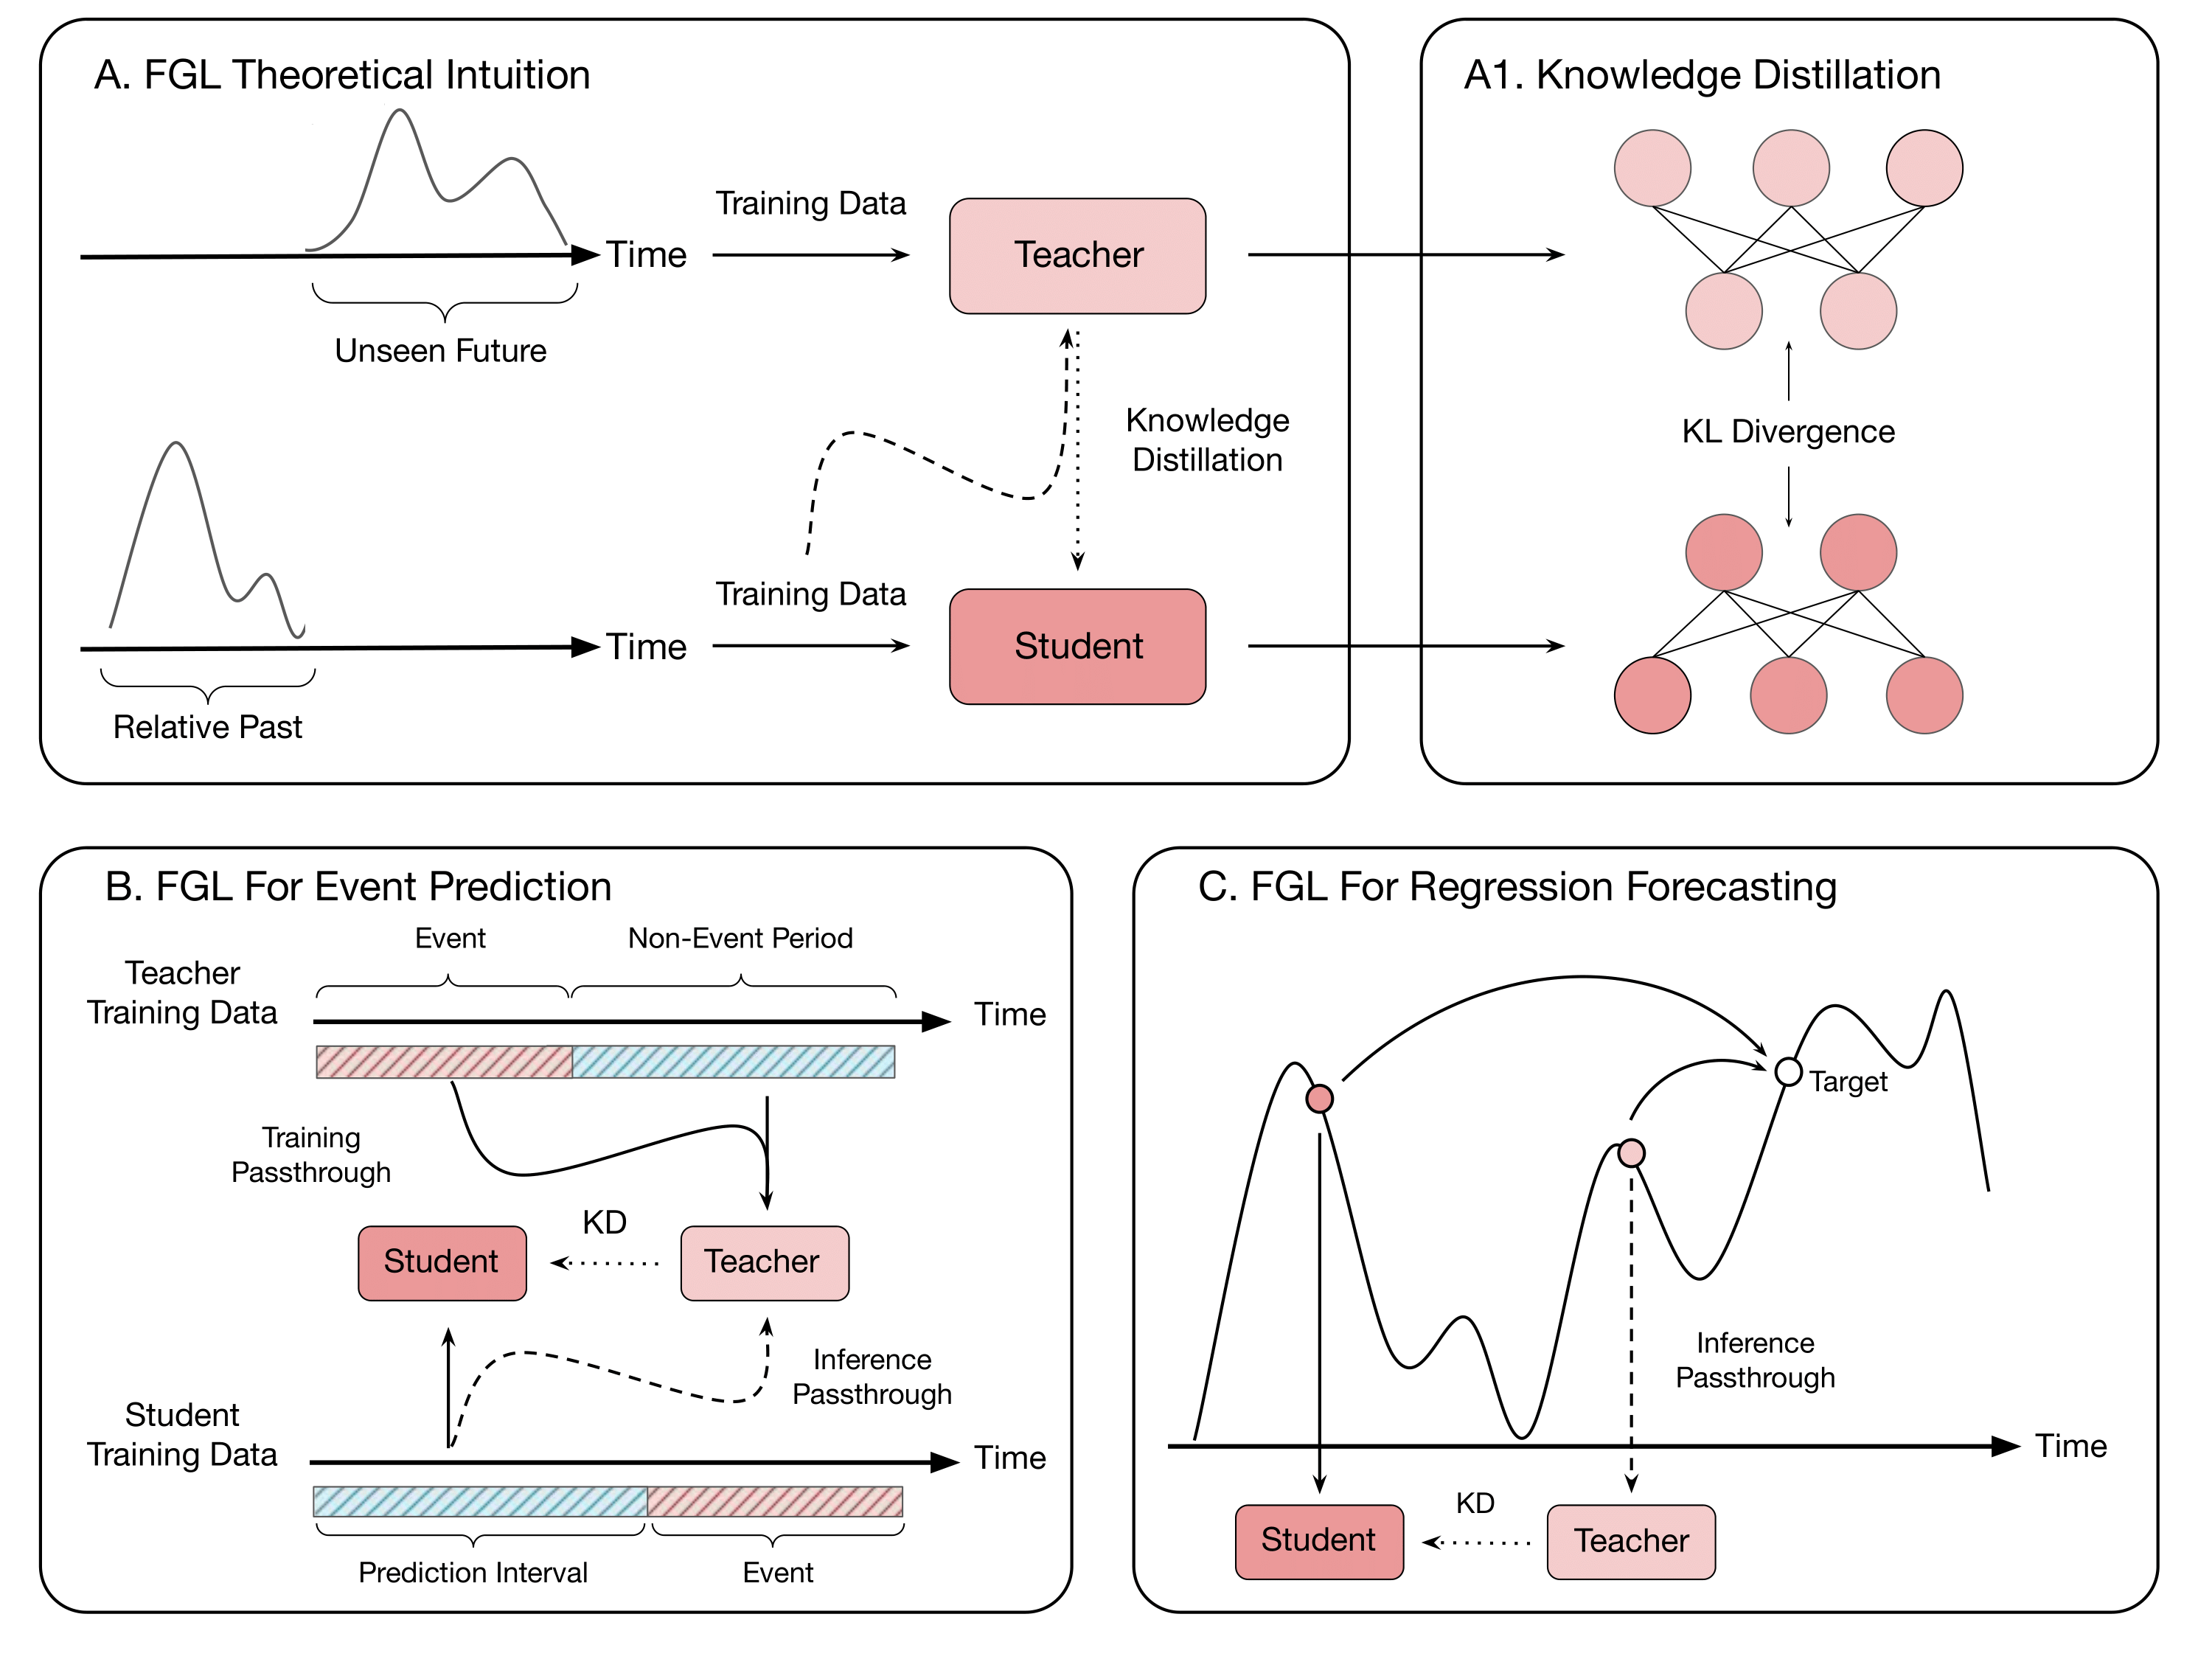 A. FGL Theoretical Intuition
Time
Unseen Future
Training Data
Teacher
Knowledge
Distillation
Time
Relative Past
Training Data
Student
A1. Knowledge Distillation
KL Divergence
B. FGL For Event Prediction
Event
Non-Event Period
Teacher
Training Data
Time
Training
Passthrough
Student
KD
Teacher
Inference
Passthrough
Student
Training Data
Time
Prediction Interval
Event
C. FGL For Regression Forecasting
Target
Inference
Passthrough
Time
Student
KD
Teacher